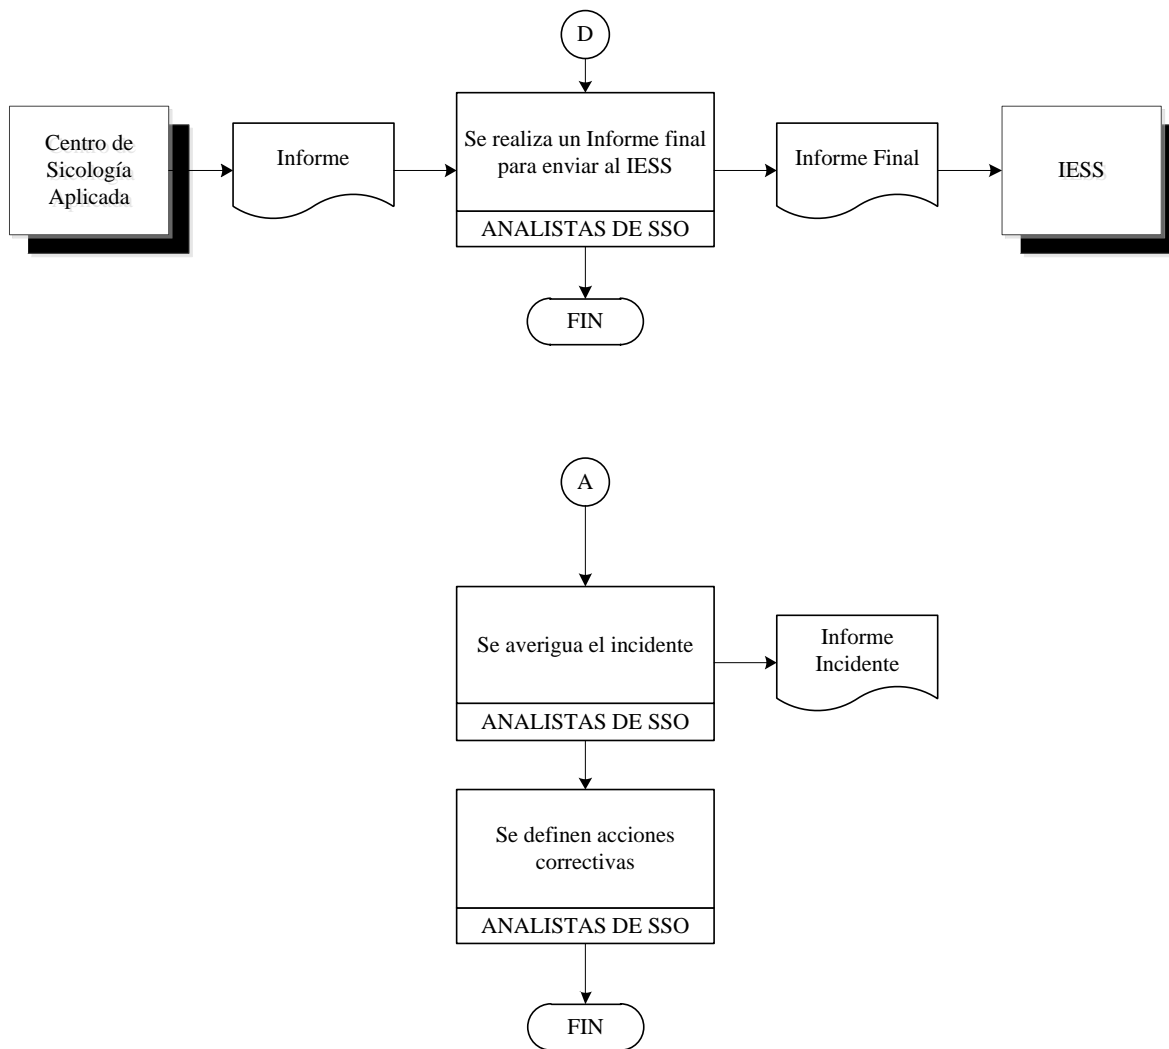 D
Centro de
Sicología
Aplicada
Informe
Se realiza un Informe final
para enviar al IESS
ANALISTAS DE SSO
Informe Final
IESS
FIN
A
Se averigua el incidente
ANALISTAS DE SSO
Informe
Incidente
Se definen acciones
correctivas
ANALISTAS DE SSO
FIN